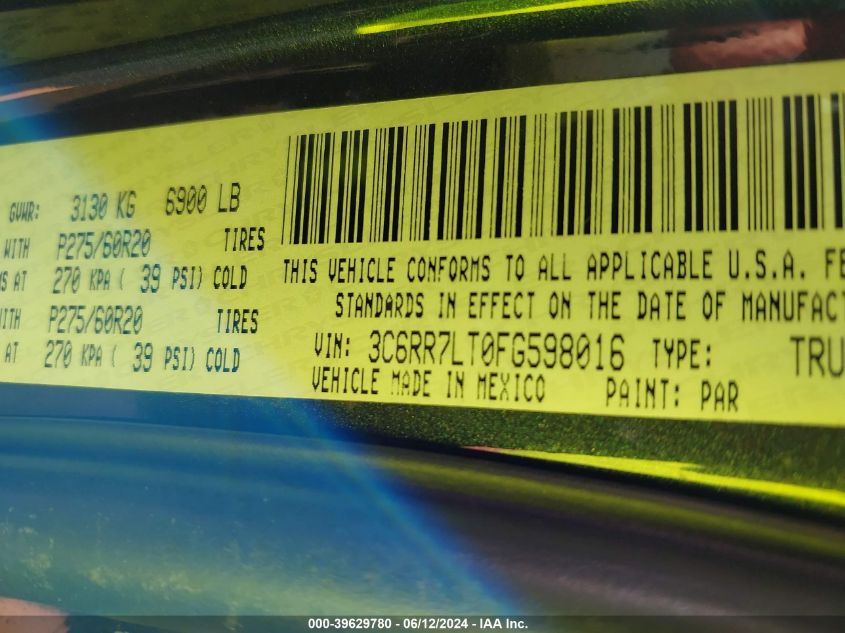 GVWR: 3130 KG 6900 LB
WITH P275/60R20 TIRES
AT 270 KPA ( 39 PSI) COLD
WITH P275/60R20 TIRES
AT 270 KPA ( 39 PSI) COLD
THIS VEHICLE CONFORMS TO ALL APPLICABLE U.S.A. FE
STANDARDS IN EFFECT ON THE DATE OF MANUFACT
VIN: 3C6RR7LT0FG598016 TYPE: TRU
VEHICLE MADE IN MEXICO PAINT: PAR
000-39629780 - 06/12/2024 - IAA Inc.